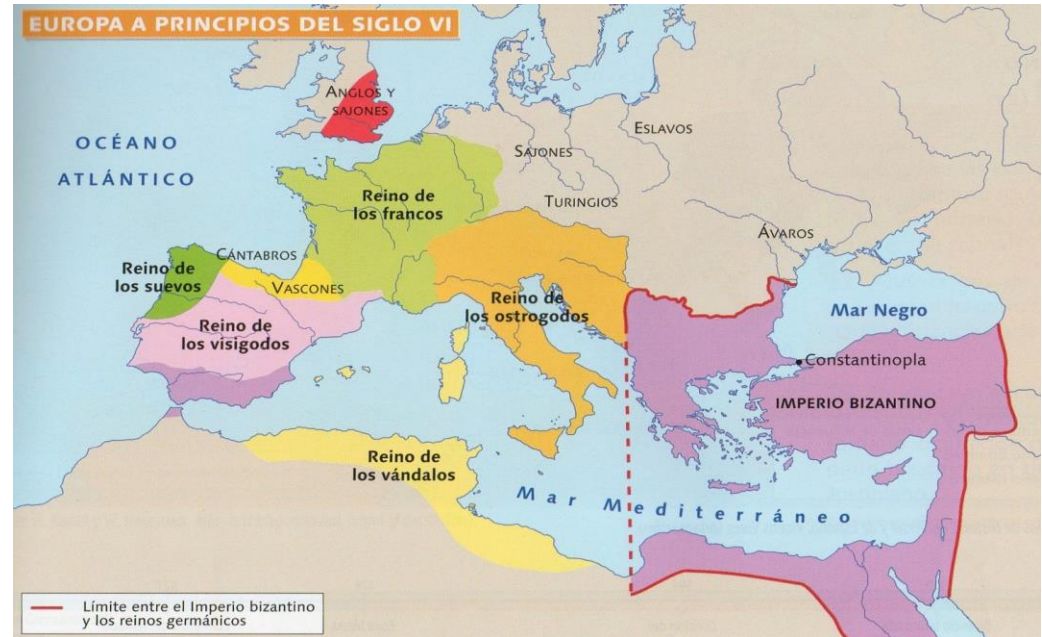 EUROPA A PRINCIPIOS DEL SIGLO VI
ANGLOS Y
SAJONES
OCÉANO
ATLÁNTICO
ESLAVOS
SAJONES
TURINGIOS
Reino de
los francos
ÁVAROS
CÁNTABROS
VASCONES
Reino de
los suevos
Reino de
los visigodos
Reino de
los ostrogodos
Mar Negro
Constantinopla
IMPERIO BIZANTINO
Reino de
los vándalos
Mar Mediterráneo
Límite entre el Imperio bizantino
y los reinos germánicos